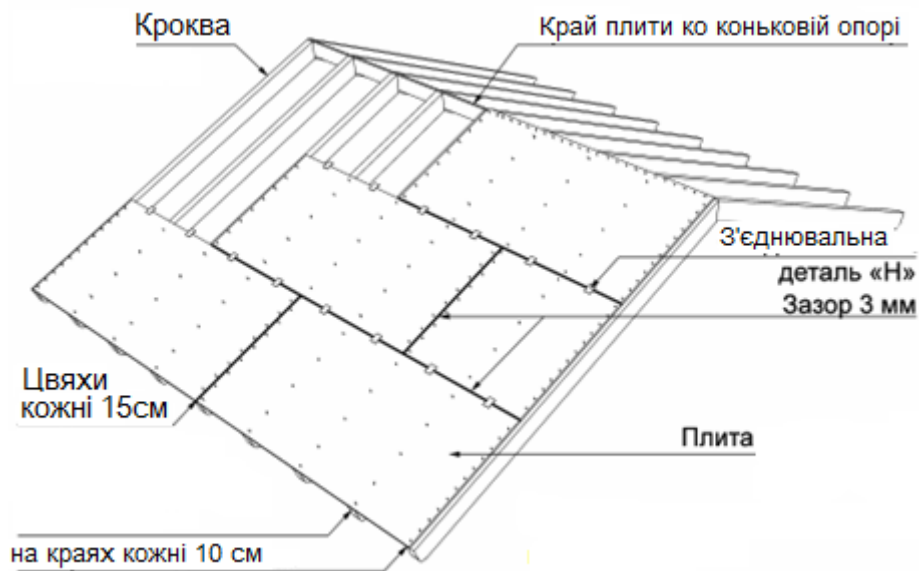 Кроква
Край плити ко коньковій опорі
З'єднювальна
деталь «Н»
Зазор 3 мм
Цвяхи
кожні 15см
Плита
на краях кожні 10 см